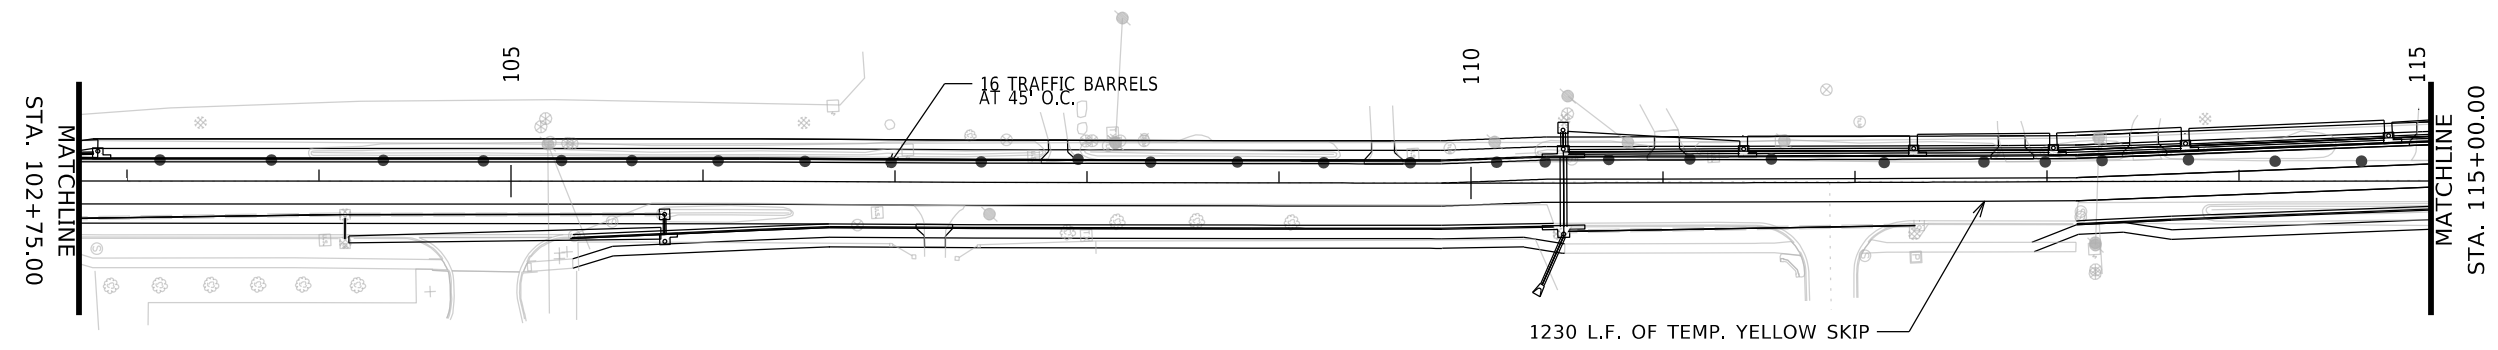 105
110
115
16 TRAFFIC BARRELS
AT 45' O.C.
MATCHLINE
STA. 102+75.00
MATCHLINE
STA. 115+00.00
1230 L.F. OF TEMP. YELLOW SKIP